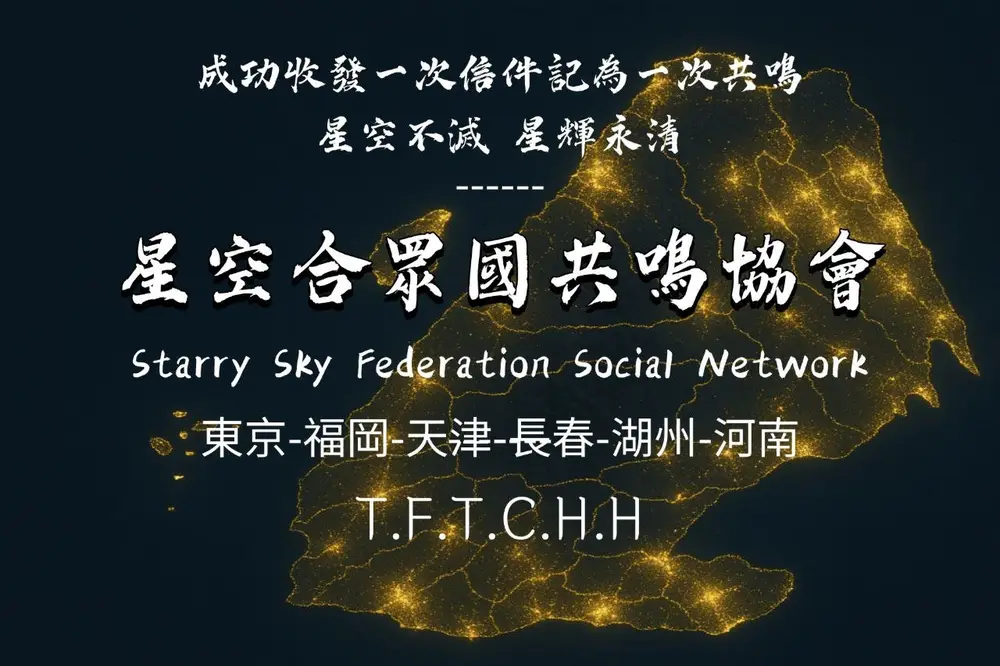 成功收發一次信件記為一次共鳴
星空不滅 星輝永清
------
星空合眾國共鳴協會
Starry Sky Federation Social Network
東京-福岡-天津-長春-湖州-河南
T.F.T.C.H.H